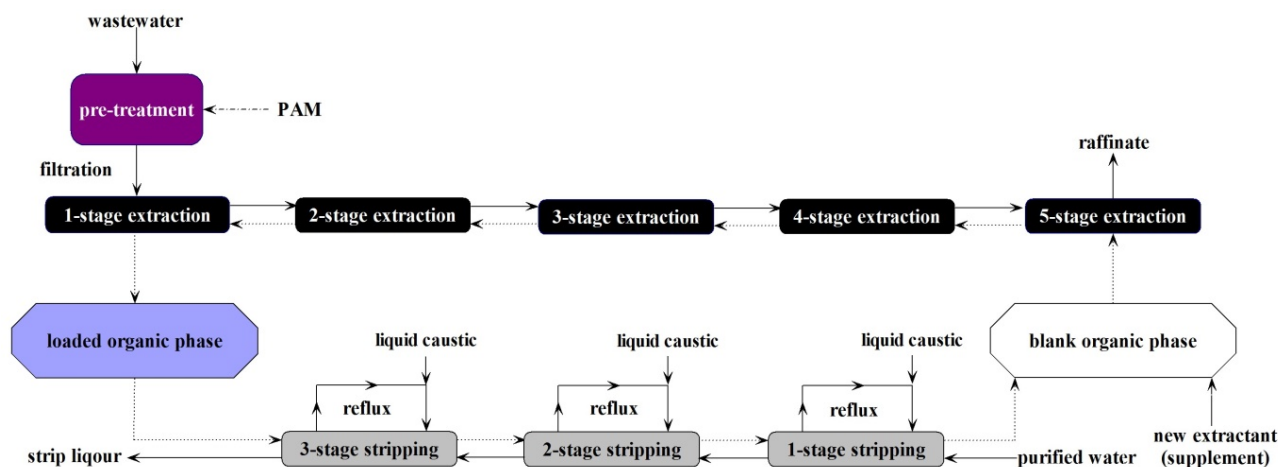 wastewater
pre-treatment
PAM
filtration
raffinate
1-stage extraction
2-stage extraction
3-stage extraction
4-stage extraction
5-stage extraction
loaded organic phase
liquid caustic
liquid caustic
liquid caustic
blank organic phase
reflux
reflux
reflux
strip liqour
3-stage stripping
2-stage stripping
1-stage stripping
purified water
new extractant
(supplement)